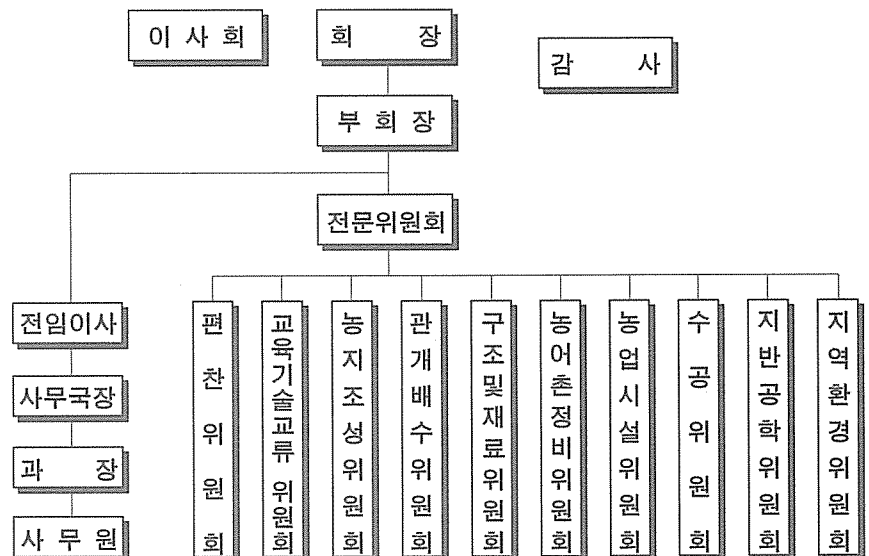 이 사 회
회 장
감 사
부 회 장
전문위원회
전임이사
사무국장
과 장
사 무 원
편찬위원회
교육기술교류 위원회
농지조성위원회
관개배수위원회
구조및재료위원회
농어촌정비위원회
농업시설위원회
수공위원회
지반공학위원회
지역환경위원회